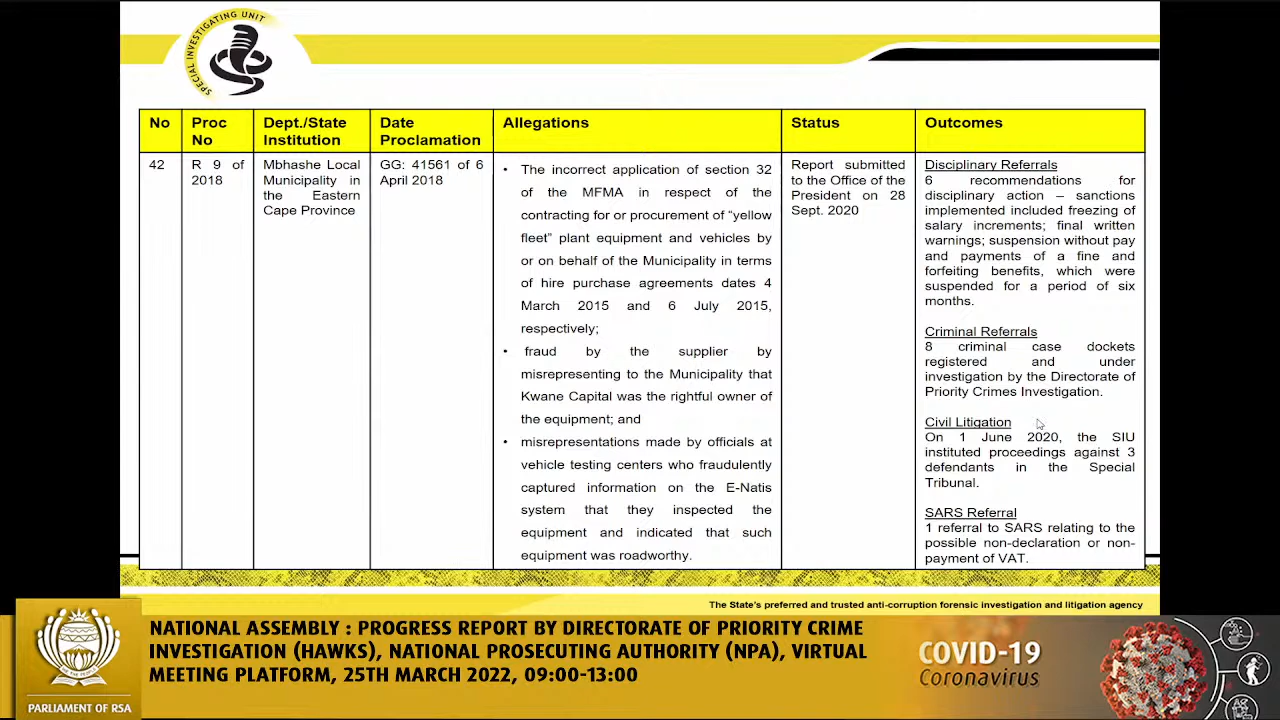 SPECIAL INVESTIGATING UNIT
No
Proc
No
Dept./State
Institution
Date
Proclamation
Allegations
Status
Outcomes
42
R 9 of
2018
Mbhashe Local
Municipality in
the Eastern
Cape Province
GG: 41561 of 6
April 2018
• The incorrect application of section 32
of the MFMA in respect of the
contracting for or procurement of “yellow
fleet” plant equipment and vehicles by
or on behalf of the Municipality in terms
of hire purchase agreements dates 4
March 2015 and 6 July 2015,
respectively;
• fraud by the supplier by
misrepresenting to the Municipality that
Kwane Capital was the rightful owner of
the equipment; and
• misrepresentations made by officials at
vehicle testing centers who fraudulently
captured information on the E-Natis
system that they inspected the
equipment and indicated that such
equipment was roadworthy.
Report submitted
to the Office of the
President on 28
Sept. 2020
Disciplinary Referrals
6 recommendations for
disciplinary action – sanctions
implemented included freezing of
salary increments; final written
warnings; suspension without pay
and payments of a fine and
forfeiting benefits, which were
suspended for a period of six
months.
Criminal Referrals
8 criminal case dockets
registered and under
investigation by the Directorate of
Priority Crimes Investigation.
Civil Litigation
On 1 June 2020, the SIU
instituted proceedings against 3
defendants in the Special
Tribunal.
SARS Referral
1 referral to SARS relating to the
possible non-declaration or non-
payment of VAT.
The State's preferred and trusted anti-corruption forensic investigation and litigation agency
NATIONAL ASSEMBLY : PROGRESS REPORT BY DIRECTORATE OF PRIORITY CRIME
INVESTIGATION (HAWKS), NATIONAL PROSECUTING AUTHORITY (NPA), VIRTUAL
MEETING PLATFORM, 25TH MARCH 2022, 09:00-13:00
PARLIAMENT OF RSA
COVID-19
Coronavirus